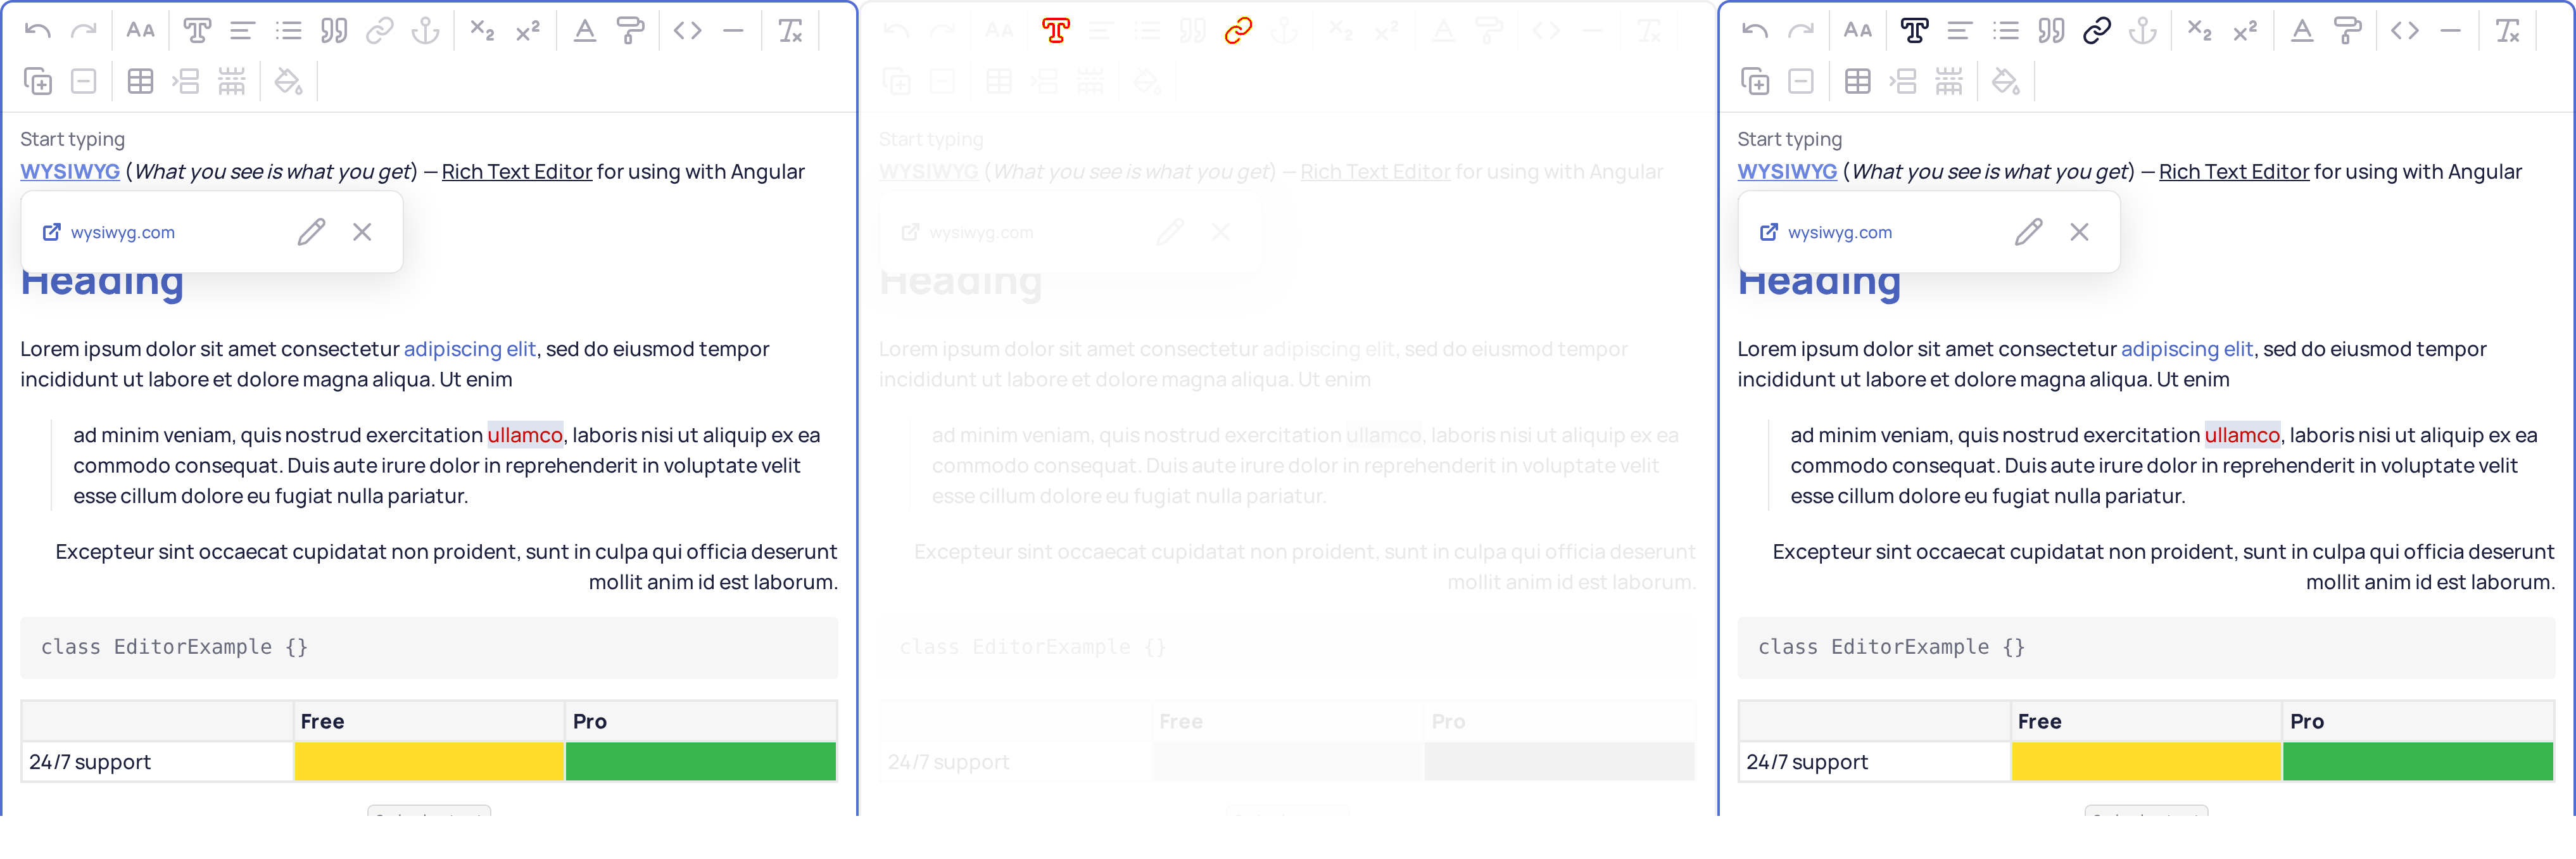 Start typing
WYSIWYG (What you see is what you get) — Rich Text Editor for using with Angular
wysiwyg.com
Heading
Lorem ipsum dolor sit amet consectetur adipiscing elit, sed do eiusmod tempor
incididunt ut labore et dolore magna aliqua. Ut enim
ad minim veniam, quis nostrud exercitation ullamco, laboris nisi ut aliquip ex ea
commodo consequat. Duis aute irure dolor in reprehenderit in voluptate velit
esse cillum dolore eu fugiat nulla pariatur.
Excepteur sint occaecat cupidatat non proident, sunt in culpa qui officia deserunt
mollit anim id est laborum.
class EditorExample {}
Free Pro
24/7 support
Start typing
WYSIWYG (What you see is what you get) — Rich Text Editor for using with Angular
wysiwyg.com
Heading
Lorem ipsum dolor sit amet consectetur adipiscing elit, sed do eiusmod tempor
incididunt ut labore et dolore magna aliqua. Ut enim
ad minim veniam, quis nostrud exercitation ullamco, laboris nisi ut aliquip ex ea
commodo consequat. Duis aute irure dolor in reprehenderit in voluptate velit
esse cillum dolore eu fugiat nulla pariatur.
Excepteur sint occaecat cupidatat non proident, sunt in culpa qui officia deserunt
mollit anim id est laborum.
class EditorExample {}
Free Pro
24/7 support
Start typing
WYSIWYG (What you see is what you get) — Rich Text Editor for using with Angular
wysiwyg.com
Heading
Lorem ipsum dolor sit amet consectetur adipiscing elit, sed do eiusmod tempor
incididunt ut labore et dolore magna aliqua. Ut enim
ad minim veniam, quis nostrud exercitation ullamco, laboris nisi ut aliquip ex ea
commodo consequat. Duis aute irure dolor in reprehenderit in voluptate velit
esse cillum dolore eu fugiat nulla pariatur.
Excepteur sint occaecat cupidatat non proident, sunt in culpa qui officia deserunt
mollit anim id est laborum.
class EditorExample {}
Free Pro
24/7 support